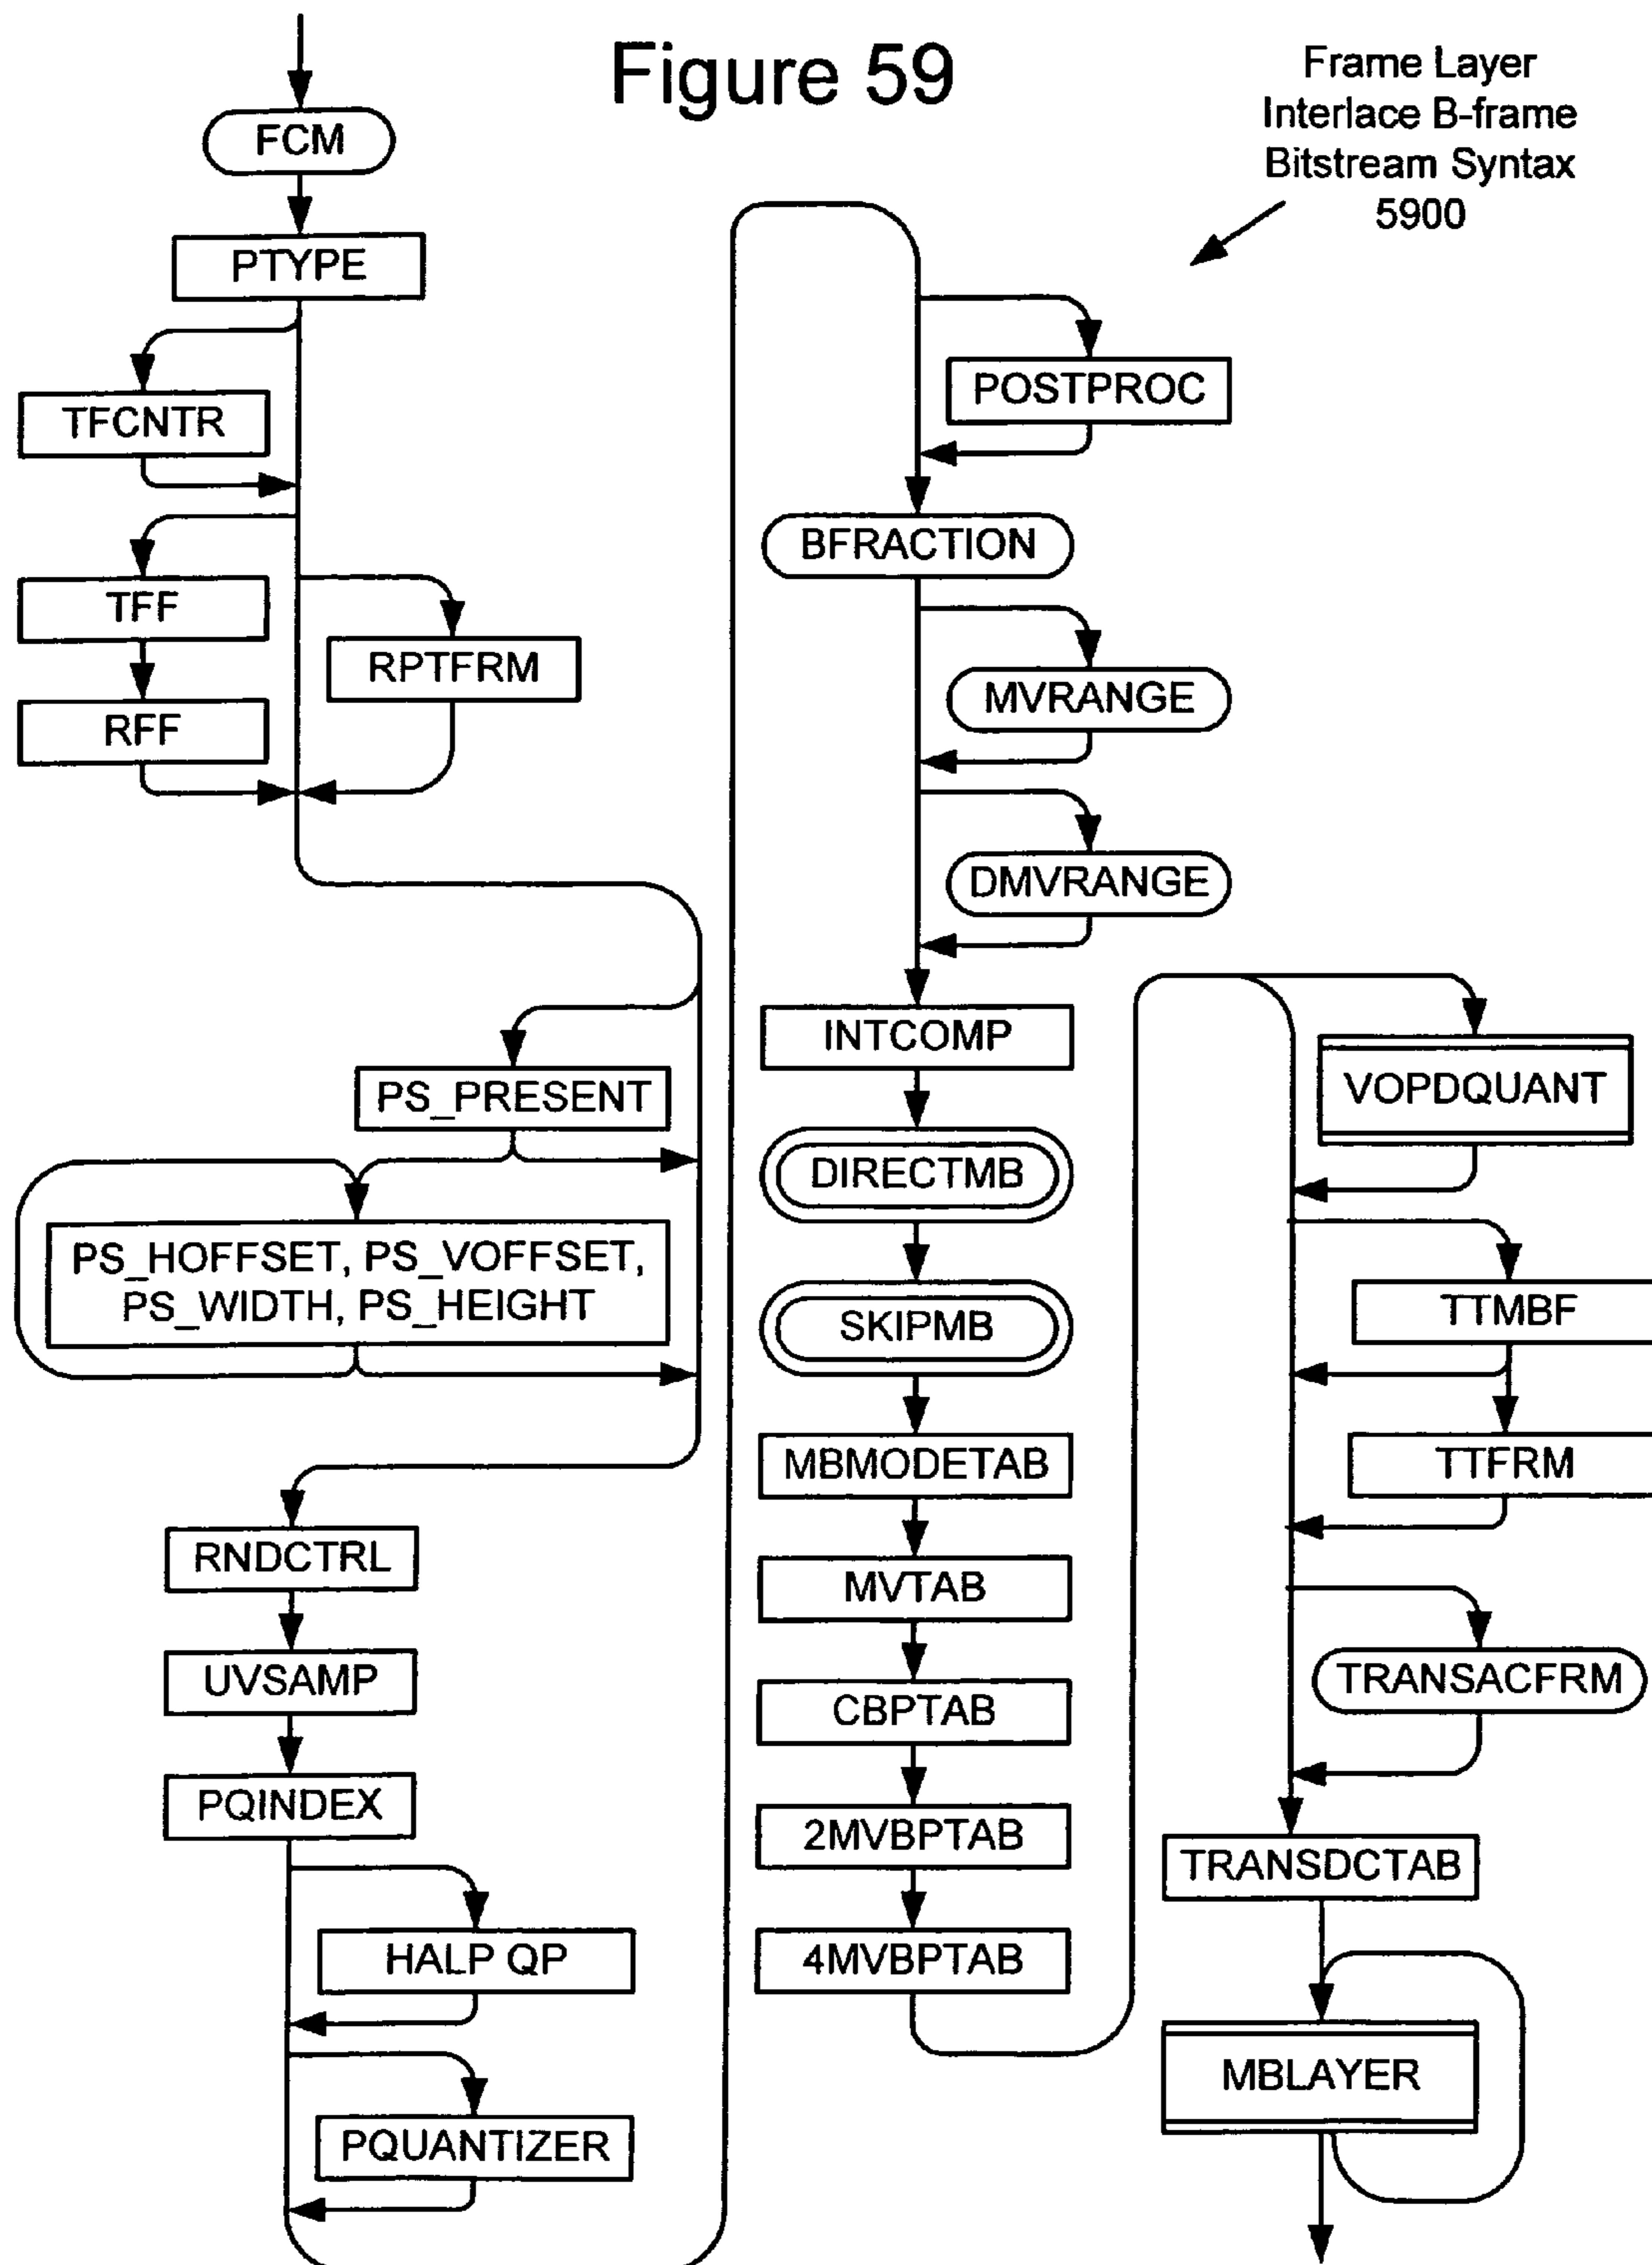 Figure 59
Frame Layer
Interlace B-frame
Bitstream Syntax
5900
FCM
PTYPE
TFCNTR
TFF
RPTFRM
RFF
PS_PRESENT
PS_HOFFSET, PS_VOFFSET,
PS_WIDTH, PS_HEIGHT
RNDCTRL
UVSAMP
PQINDEX
HALP QP
PQUANTIZER
POSTPROC
BFRACTION
MVRANGE
DMVRANGE
INTCOMP
DIRECTMB
SKIPMB
MBMODETAB
MVTAB
CBPTAB
2MVBPTAB
4MVBPTAB
VOPDQUANT
TTMBF
TTFRM
TRANSACFRM
TRANSDCTAB
MBLAYER